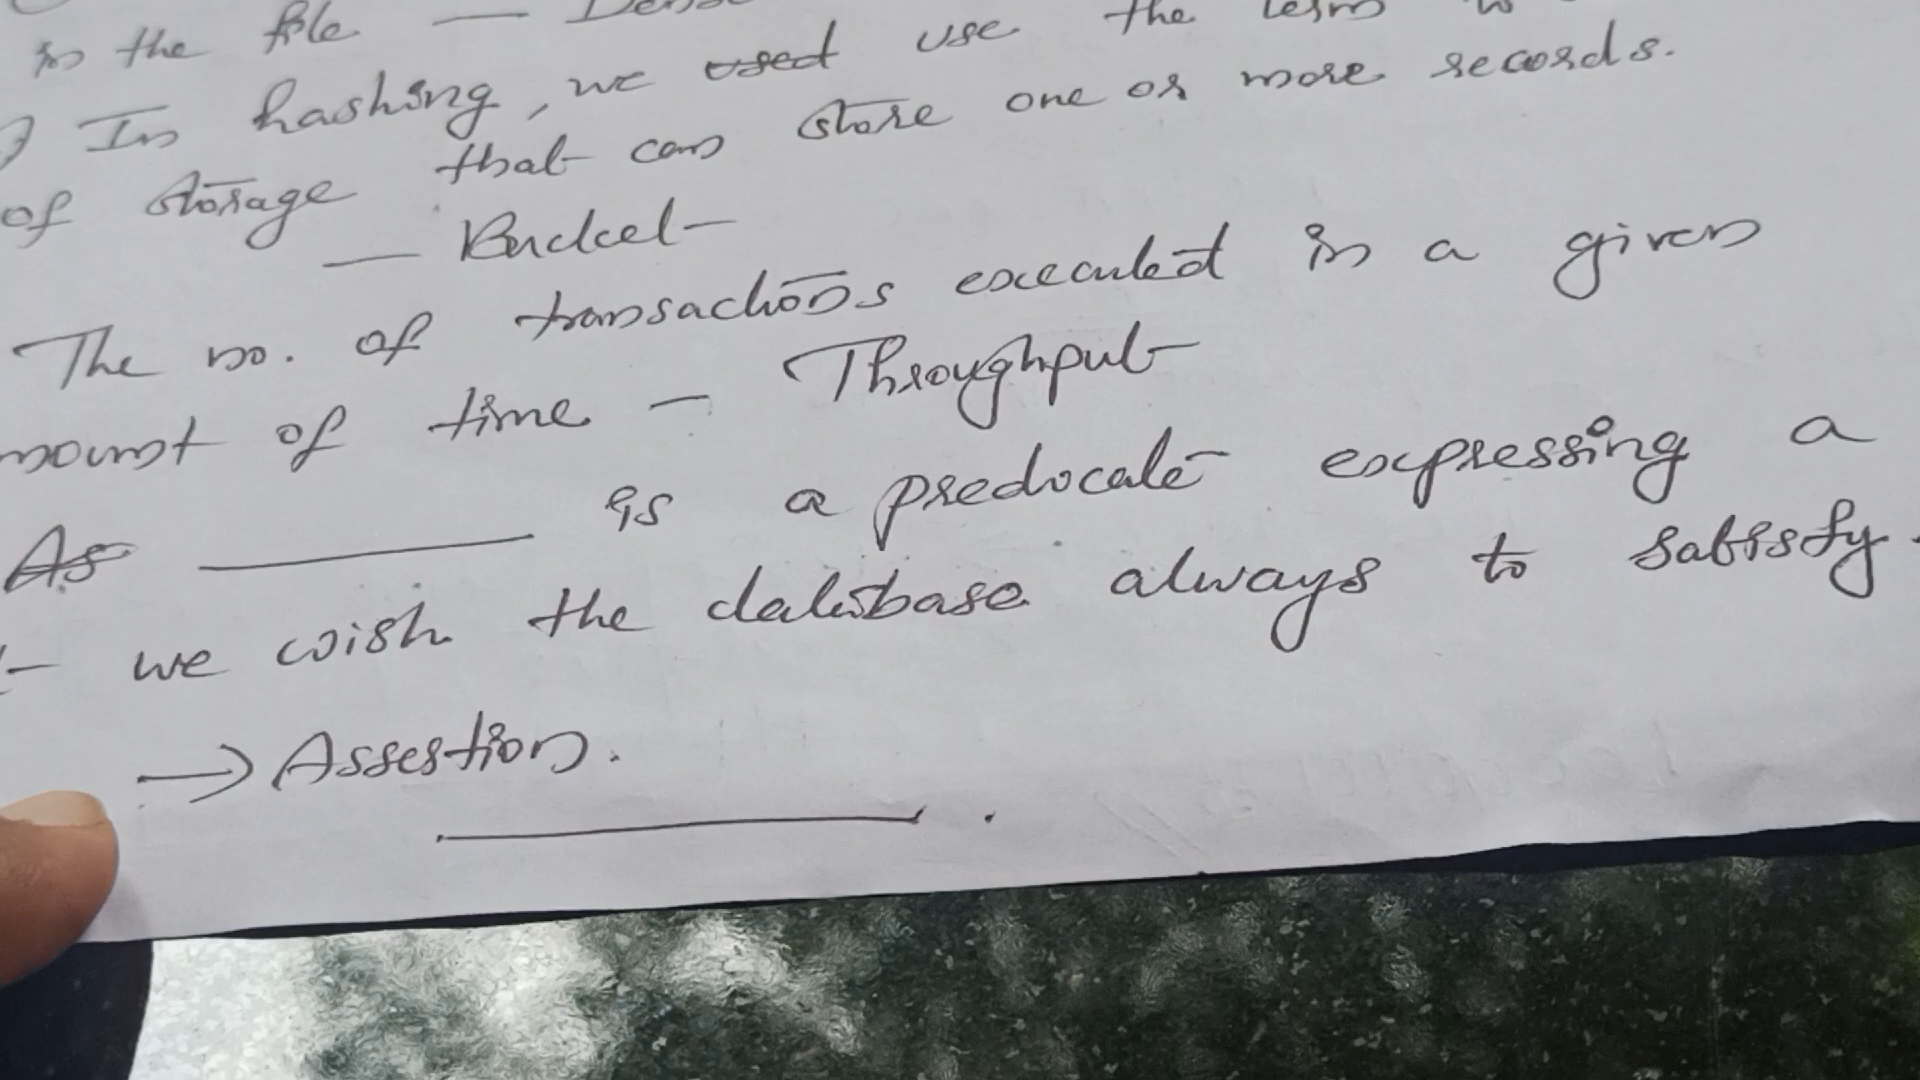 in the file —
In hashing, we used use the term
of storage that can store one or more records.
— Bucket
The no. of transactions executed in a given
mount of time — Throughput
As ______ is a predicate expressing a
we wish the database always to satisfy.
→ Assertion.